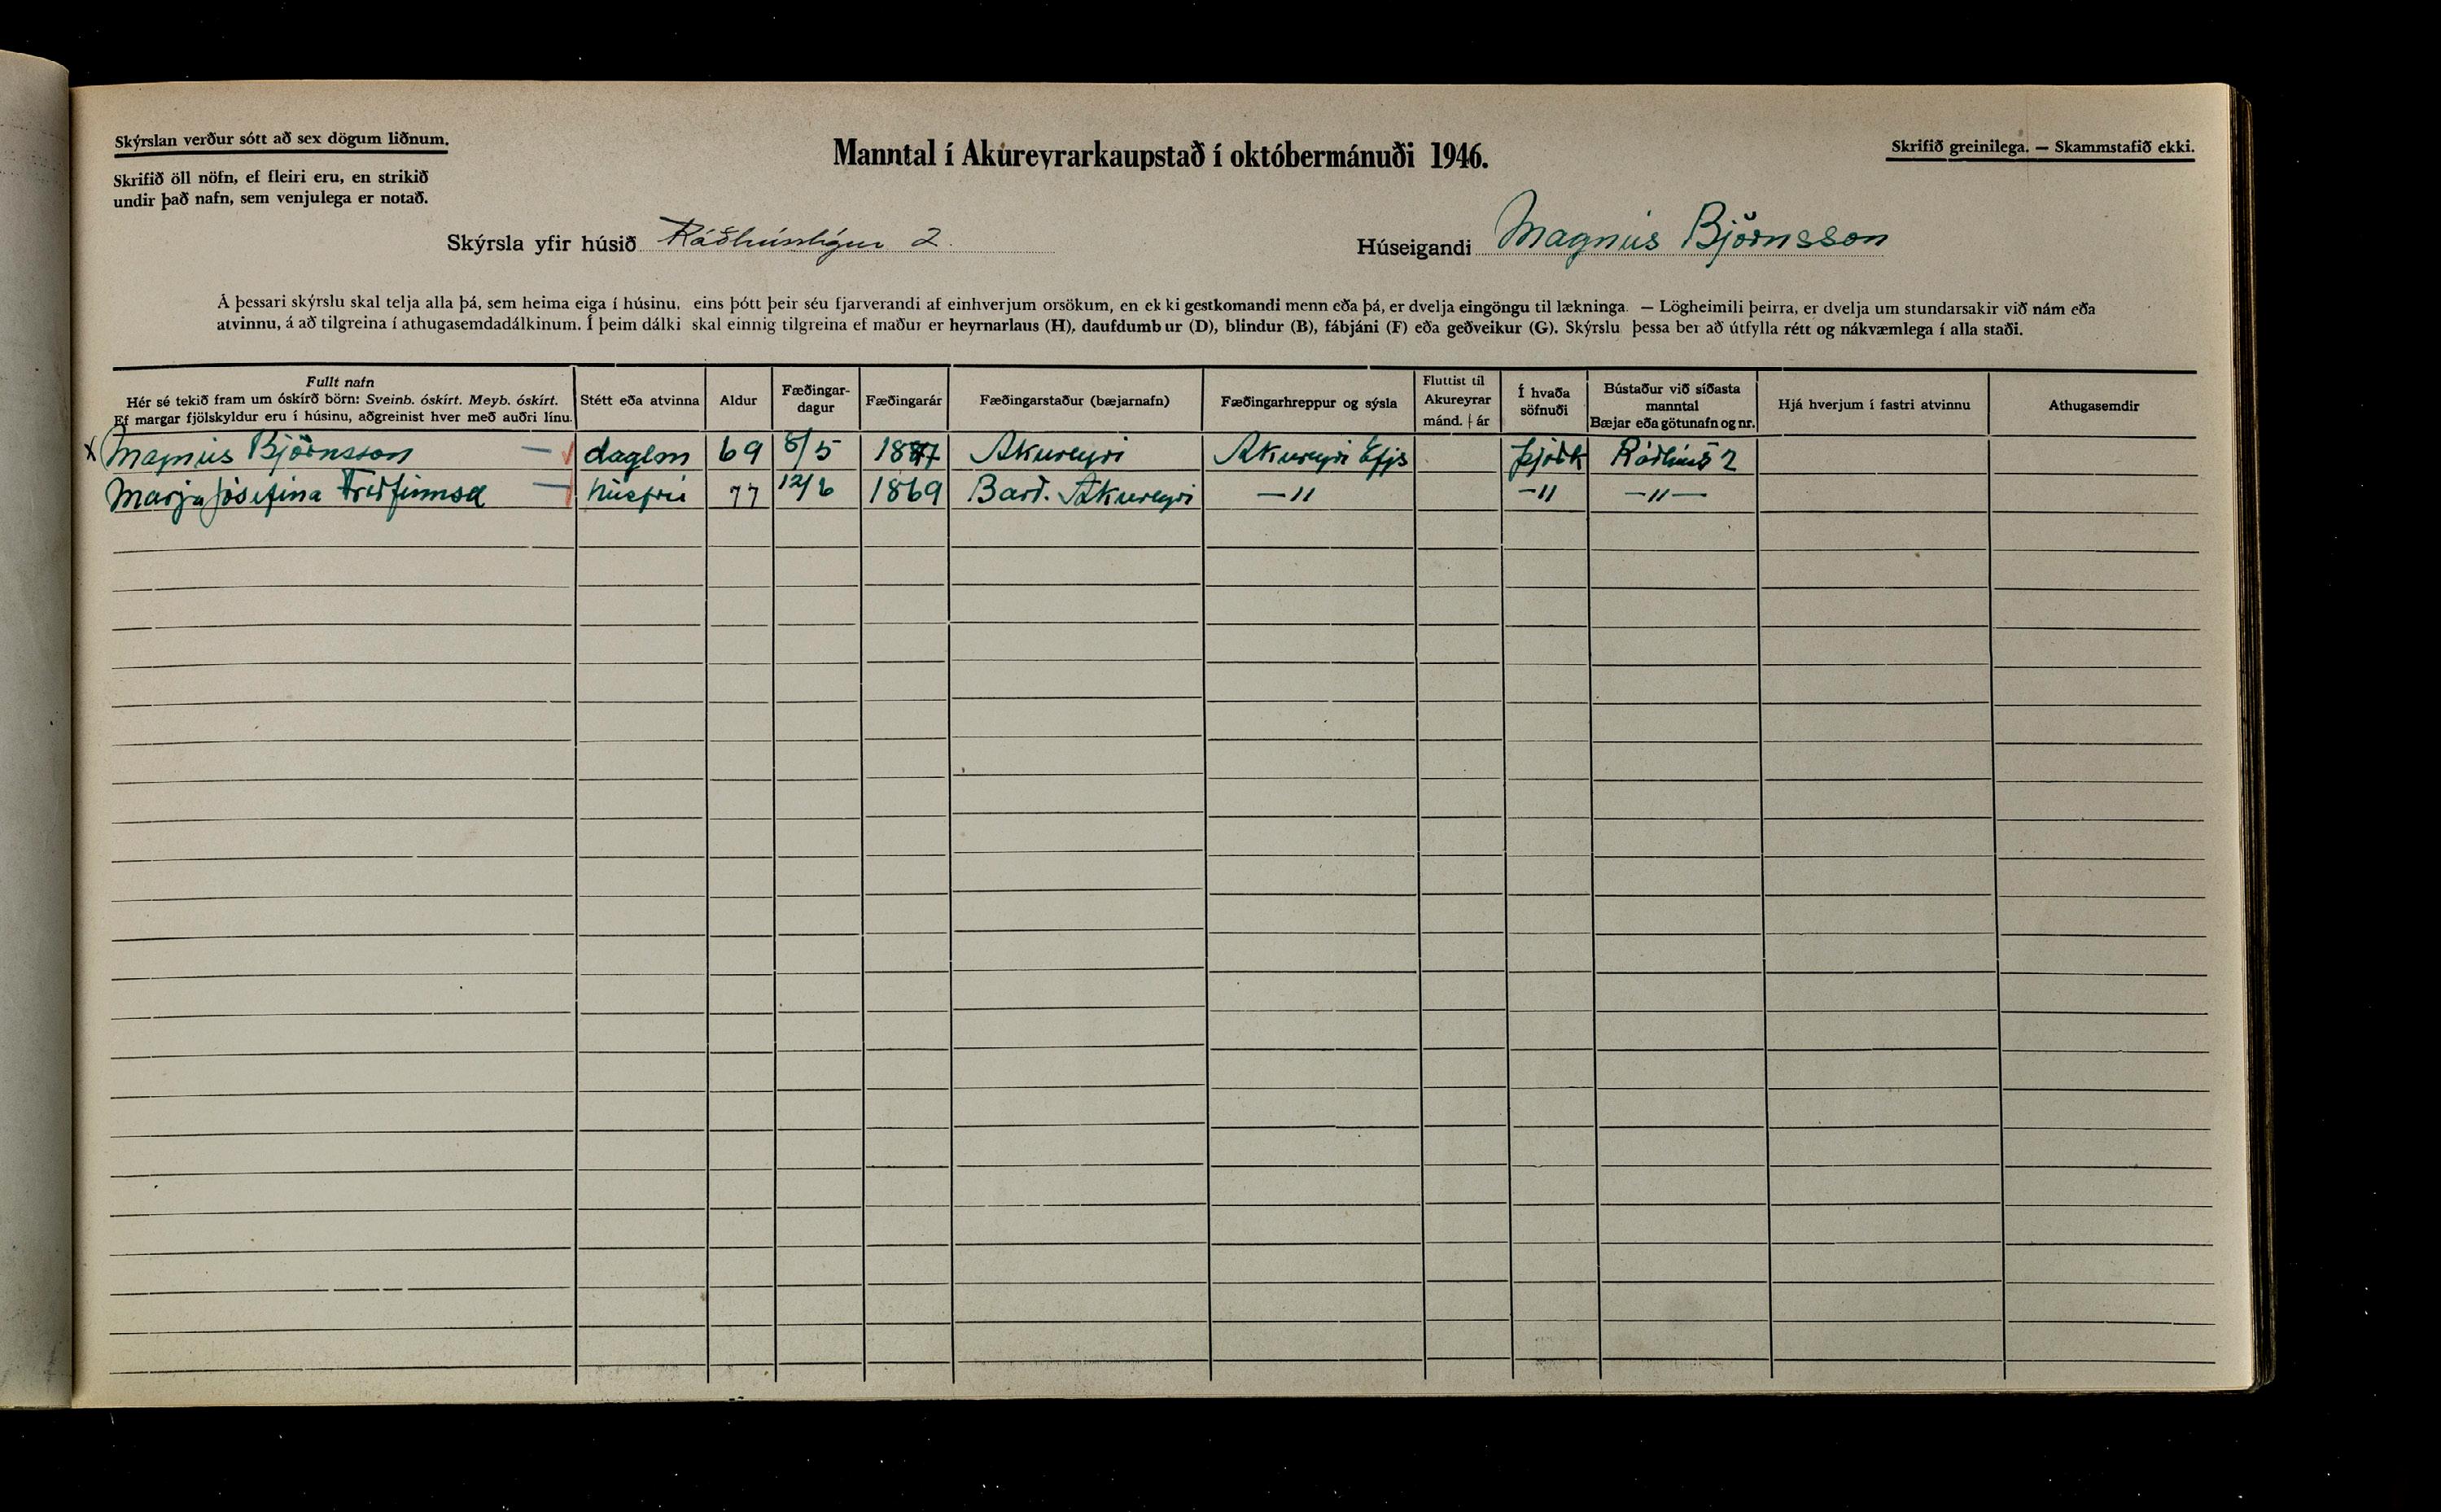 Skýrslan verður sótt að sex dögum liðnum.
Manntal í Akureyrarkaupstað í októbermánuði 1946.
Skrifið greinilega. — Skammstafið ekki.
Skrifið öll nöfn, ef fleiri eru, en strikið
undir það nafn, sem venjulega er notað.
Skýrsla yfir húsið Ráðhússtígur 2 Húseigandi Magnús Björnsson
Á þessari skýrslu skal telja alla þá, sem heima eiga í húsinu, eins þótt þeir séu fjarverandi af einhverjum orsökum, en ekki gestkomandi menn eða þá, er dvelja eingöngu til lækninga. — Lögheimili þeirra, er dvelja um stundarsakir við nám eða
atvinnu, á að tilgreina í athugasemdadálkinum. Í þeim dálki skal einnig tilgreina ef maður er heyrnarlaus (H), daufdumbur (D), blindur (B), fábjáni (F) eða geðveikur (G). Skýrslu þessa ber að útfylla rétt og nákvæmlega í alla staði.
Fullt nafn
Hér sé tekið fram um óskírð börn: Sveinb. óskírt. Meyb. óskírt.
Ef margar fjölskyldur eru í húsinu, aðgreinist hver með auðri línu.
Stétt eða atvinna
Aldur
Fæðingar-
dagur
Fæðingarár
Fæðingarstaður (bæjarnafn)
Fæðingarhreppur og sýsla
Fluttist til
Akureyrar
mánd. ár
Í hvaða
söfnuði
Bústaður við síðasta
manntal
Bæjar eða götunafn og nr.
Hjá hverjum í fastri atvinnu
Athugasemdir
x Magnús Björnsson — daglm 69 8/5 1877 Akureyri Akureyri Efjs Þjóðk Ráðhús 2
Marja Jósefina Friðfinnsd — húsfrú 77 12/6 1869 Barð. Akureyri —"— —"— —"—